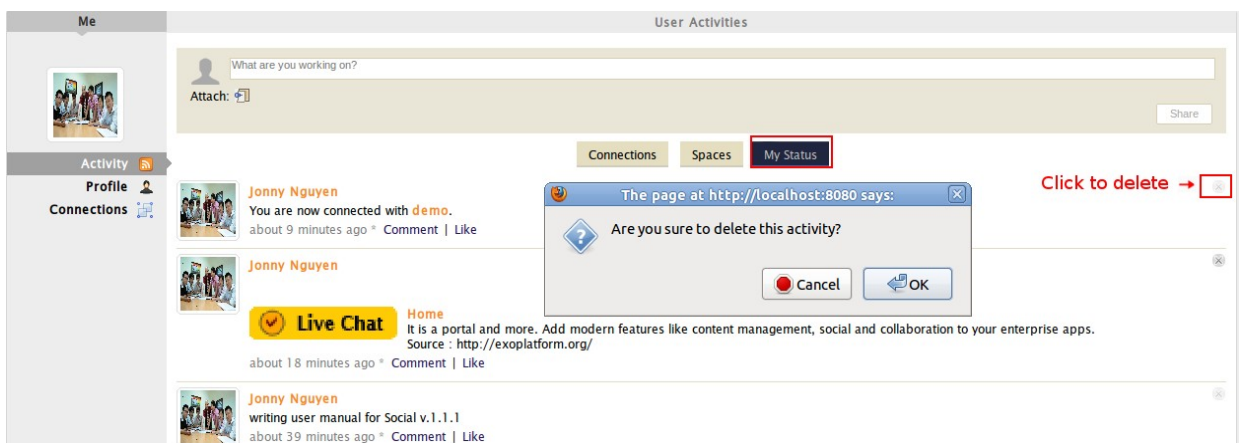 Me
User Activities
What are you working on?
Attach:
Share
Activity
Profile
Connections
Connections
Spaces
My Status
Click to delete →
Jonny Nguyen
You are now connected with demo.
about 9 minutes ago * Comment | Like
The page at http://localhost:8080 says:
Are you sure to delete this activity?
Cancel
OK
Jonny Nguyen
Live Chat
Home
It is a portal and more. Add modern features like content management, social and collaboration to your enterprise apps.
Source : http://exoplatform.org/
about 18 minutes ago * Comment | Like
Jonny Nguyen
writing user manual for Social v.1.1.1
about 39 minutes ago * Comment | Like